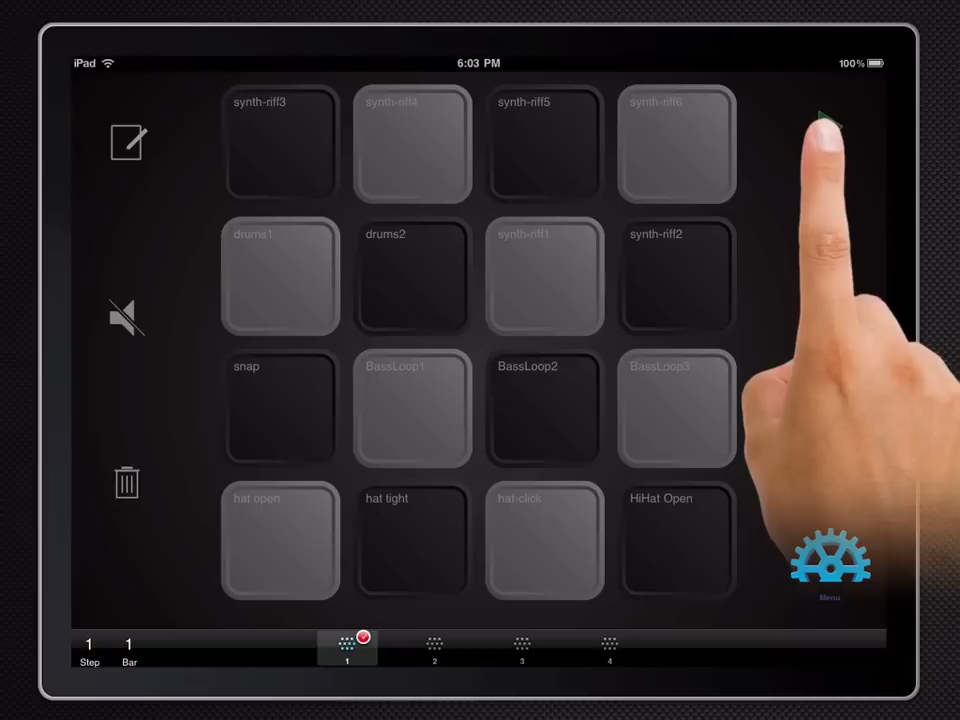 iPad 6:03 PM 100%
synth-riff3 synth-riff4 synth-riff5 synth-riff6
drums1 drums2 synth-riff1 synth-riff2
snap BassLoop1 BassLoop2 BassLoop3
hat open hat tight hat-click HiHat Open
Menu
1 1
Step Bar 1 2 3 4